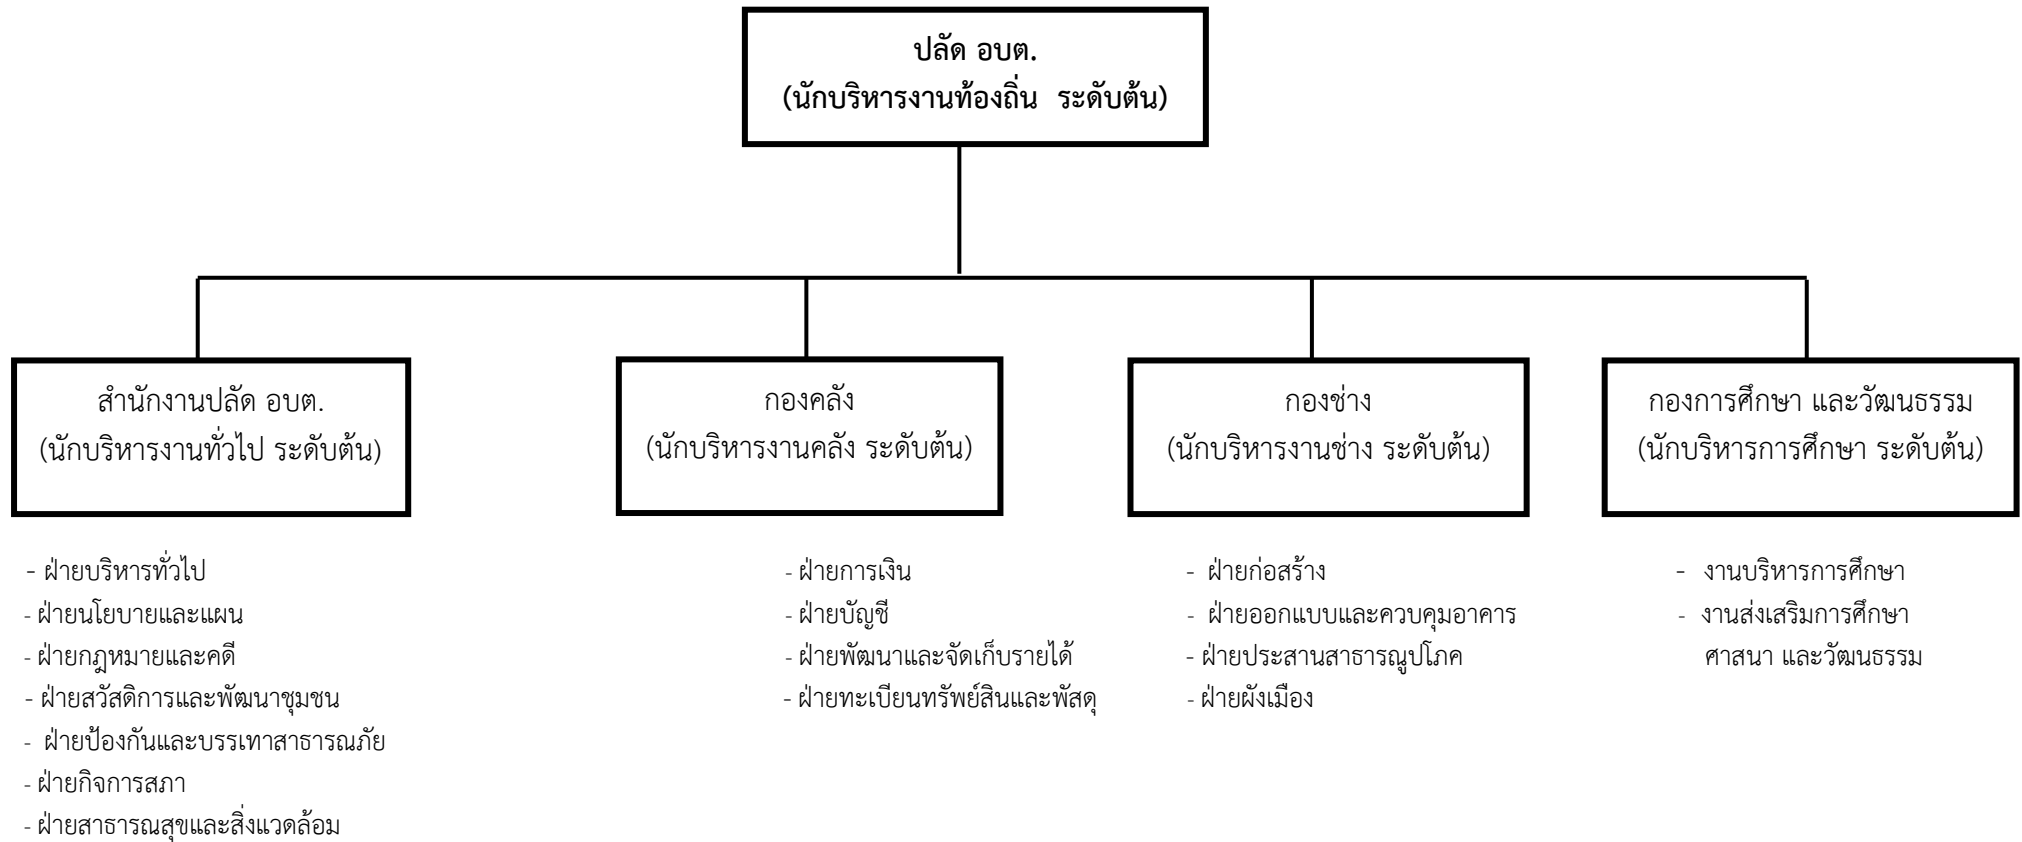 ปลัด อบต.
(นักบริหารงานท้องถิ่น ระดับต้น)
สำนักงานปลัด อบต.
(นักบริหารงานทั่วไป ระดับต้น)
กองคลัง
(นักบริหารงานคลัง ระดับต้น)
กองช่าง
(นักบริหารงานช่าง ระดับต้น)
กองการศึกษา และวัฒนธรรม
(นักบริหารการศึกษา ระดับต้น)
- ฝ่ายบริหารทั่วไป
- ฝ่ายนโยบายและแผน
- ฝ่ายกฎหมายและคดี
- ฝ่ายสวัสดิการและพัฒนาชุมชน
- ฝ่ายป้องกันและบรรเทาสาธารณภัย
- ฝ่ายกิจการสภา
- ฝ่ายสาธารณสุขและสิ่งแวดล้อม
- ฝ่ายการเงิน
- ฝ่ายบัญชี
- ฝ่ายพัฒนาและจัดเก็บรายได้
- ฝ่ายทะเบียนทรัพย์สินและพัสดุ
- ฝ่ายก่อสร้าง
- ฝ่ายออกแบบและควบคุมอาคาร
- ฝ่ายประสานสาธารณูปโภค
- ฝ่ายผังเมือง
- งานบริหารการศึกษา
- งานส่งเสริมการศึกษา
ศาสนา และวัฒนธรรม